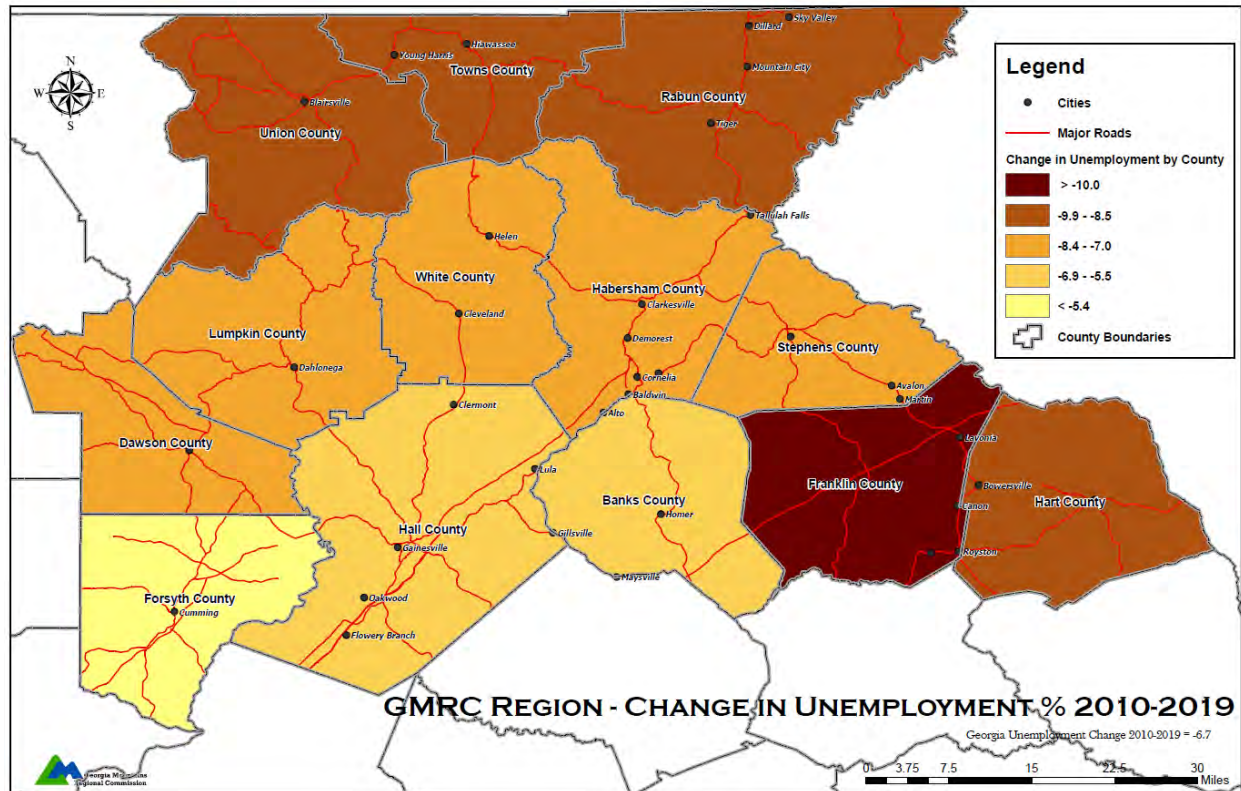 N
W E
S
Sky Valley
Dillard
Hiawassee
Young Harris
Towns County
Mountain City
Rabun County
Blairsville
Union County
Tiger
Tallulah Falls
Helen
White County
Habersham County
Clarkesville
Cleveland
Lumpkin County
Demorest
Stephens County
Dahlonega
Cornelia
Avalon
Baldwin
Martin
Clermont
Alto
Dawson County
Lavonia
Lula
Franklin County
Bowersville
Banks County
Hart County
Canon
Homer
Hall County
Gillsville
Gainesville
Royston
Maysville
Forsyth County
Oakwood
Cumming
Flowery Branch
Legend
Cities
Major Roads
Change in Unemployment by County
> -10.0
-9.9 - -8.5
-8.4 - -7.0
-6.9 - -5.5
< -5.4
County Boundaries
GMRC Region - Change in Unemployment % 2010-2019
Georgia Unemployment Change 2010-2019 = -6.7
0 3.75 7.5 15 22.5 30
Miles
Georgia Mountains
Regional Commission